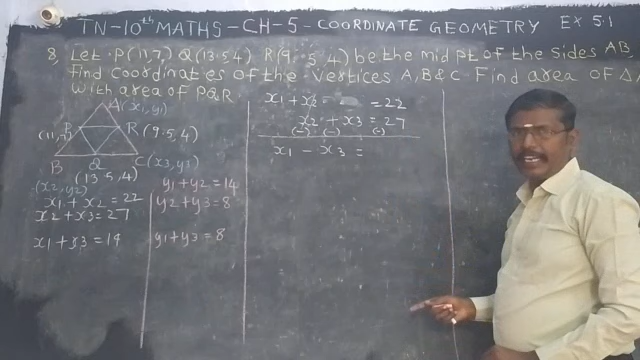 TN-10th MATHS-CH-5-COORDINATE GEOMETRY EX 5.1
8, Let P(11,7) Q(13.5,4) R(9.5,4) be the mid pt of the sides AB,
find coordinates of the vertices A, B & C Find area of Δ
with area of PQR.
A(x1,y1)
(11,7) P
R (9.5,4)
B
Q
C(x3,y3)
(13.5,4)
(x2,y2)
x1 + x2 = 22
x2 + x3 = 27
x1 + x3 = 19
y1 + y2 = 14
y2 + y3 = 8
y1 + y3 = 8
x1 + x2 = 22
x2 + x3 = 27
(-) (-) (-)
x1 - x3 =